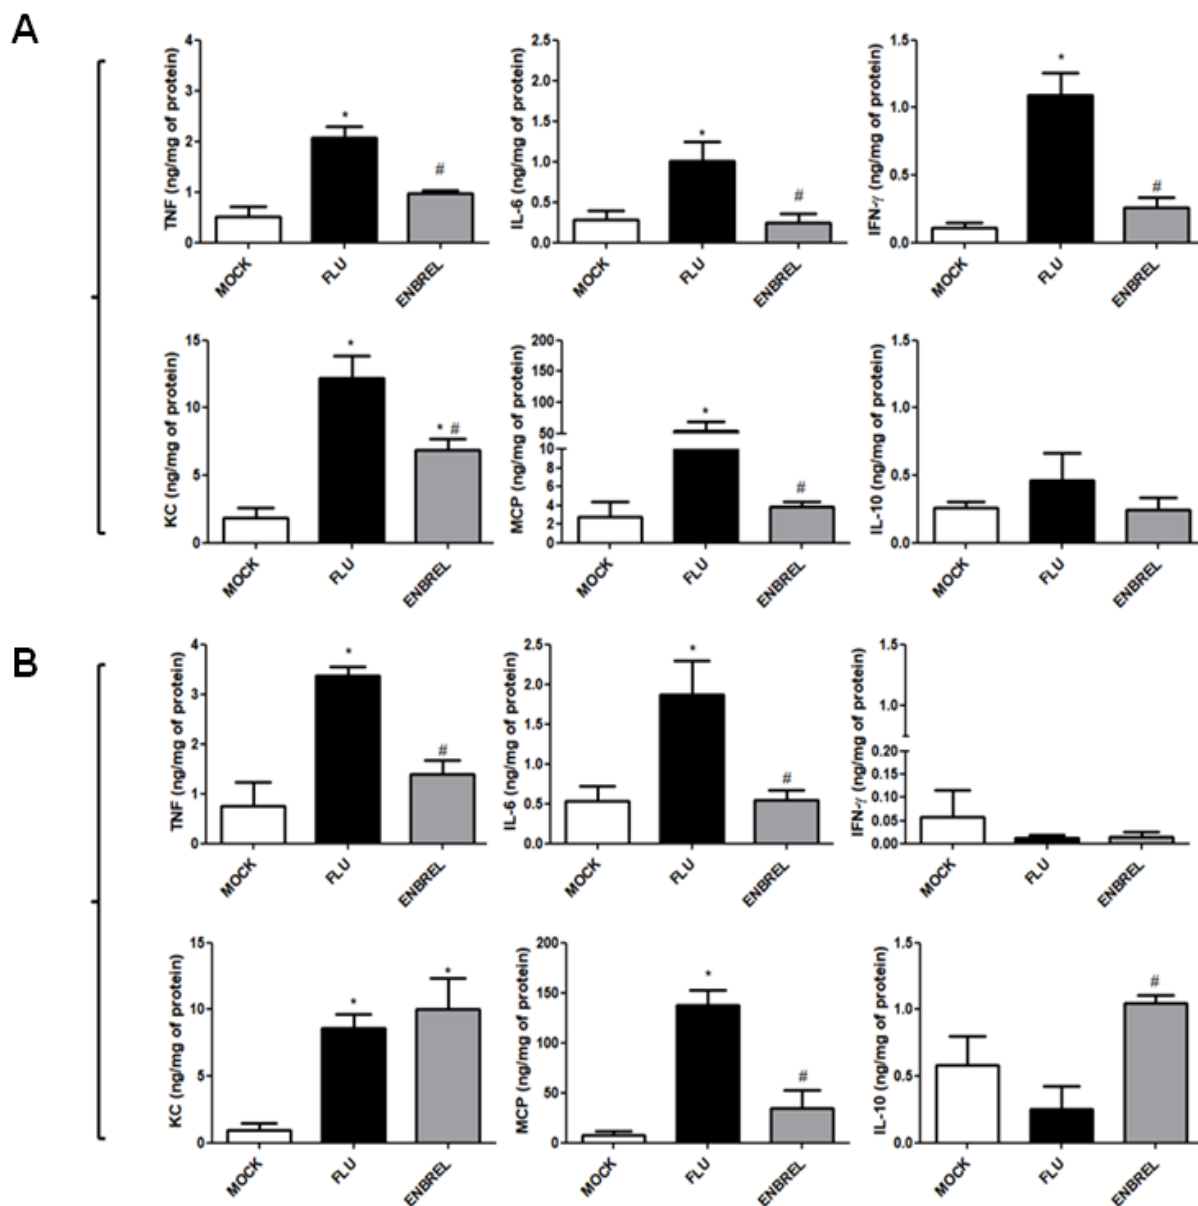 A
TNF (ng/mg of protein)
4
3
2
1
0
*
#
MOCK
FLU
ENBREL
IL-6 (ng/mg of protein)
2.5
2.0
1.5
1.0
0.5
0.0
*
#
MOCK
FLU
ENBREL
IFN-γ (ng/mg of protein)
1.5
1.0
0.5
0.0
*
#
MOCK
FLU
ENBREL
KC (ng/mg of protein)
15
10
5
0
*
* #
MOCK
FLU
ENBREL
MCP (ng/mg of protein)
200
150
100
50
10
8
6
4
2
0
*
#
MOCK
FLU
ENBREL
IL-10 (ng/mg of protein)
1.5
1.0
0.5
0.0
MOCK
FLU
ENBREL
B
TNF (ng/mg of protein)
4
3
2
1
0
*
#
MOCK
FLU
ENBREL
IL-6 (ng/mg of protein)
2.5
2.0
1.5
1.0
0.5
0.0
*
#
MOCK
FLU
ENBREL
IFN-γ (ng/mg of protein)
1.5
1.0
0.20
0.15
0.10
0.05
0.00
MOCK
FLU
ENBREL
KC (ng/mg of protein)
15
10
5
0
*
*
MOCK
FLU
ENBREL
MCP (ng/mg of protein)
200
150
100
50
0
*
#
MOCK
FLU
ENBREL
IL-10 (ng/mg of protein)
1.5
1.0
0.5
0.0
#
MOCK
FLU
ENBREL